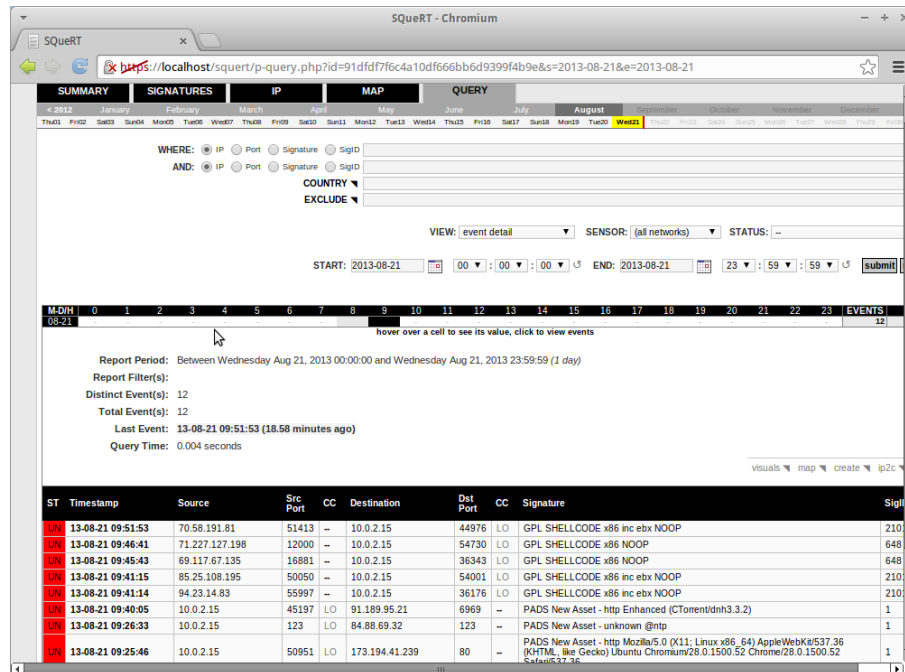 SQueRT - Chromium
SQueRT ×
https://localhost/squert/p-query.php?id=91dfdf7f6c4a10df666bb6d9399f4b9e&s=2013-08-21&e=2013-08-21
SUMMARY SIGNATURES IP MAP QUERY
< 2012 January February March April May June July August September October November December
Thu01 Fri02 Sat03 Sun04 Mon05 Tue06 Wed07 Thu08 Fri09 Sat10 Sun11 Mon12 Tue13 Wed14 Thu15 Fri16 Sat17 Sun18 Mon19 Tue20 Wed21 Thu22 Fri23 Sat24 Sun25 Mon26 Tue27 Wed28 Thu29 Fri30
WHERE: IP Port Signature SigID
AND: IP Port Signature SigID
COUNTRY
EXCLUDE
VIEW: event detail SENSOR: (all networks) STATUS: --
START: 2013-08-21 00 : 00 : 00 END: 2013-08-21 23 : 59 : 59 submit
M-D/H 0 1 2 3 4 5 6 7 8 9 10 11 12 13 14 15 16 17 18 19 20 21 22 23 EVENTS
08-21 12
hover over a cell to see its value, click to view events
Report Period: Between Wednesday Aug 21, 2013 00:00:00 and Wednesday Aug 21, 2013 23:59:59 (1 day)
Report Filter(s):
Distinct Event(s): 12
Total Event(s): 12
Last Event: 13-08-21 09:51:53 (18.58 minutes ago)
Query Time: 0.004 seconds
visuals map create ip2c
ST Timestamp Source Src Port CC Destination Dst Port CC Signature SigI
UN 13-08-21 09:51:53 70.58.191.81 51413 -- 10.0.2.15 44976 LO GPL SHELLCODE x86 inc ebx NOOP 210
UN 13-08-21 09:46:41 71.227.127.198 12000 -- 10.0.2.15 54730 LO GPL SHELLCODE x86 NOOP 648
UN 13-08-21 09:45:43 69.117.67.135 16881 -- 10.0.2.15 36343 LO GPL SHELLCODE x86 NOOP 648
UN 13-08-21 09:41:15 85.25.108.195 50050 -- 10.0.2.15 54001 LO GPL SHELLCODE x86 inc ebx NOOP 210
UN 13-08-21 09:41:14 94.23.14.83 55997 -- 10.0.2.15 36176 LO GPL SHELLCODE x86 inc ebx NOOP 210
UN 13-08-21 09:40:05 10.0.2.15 45197 LO 91.189.95.21 6969 -- PADS New Asset - http Enhanced (CTorrent/dnh3.3.2) 1
UN 13-08-21 09:26:33 10.0.2.15 123 LO 84.88.69.32 123 -- PADS New Asset - unknown @ntp 1
UN 13-08-21 09:25:46 10.0.2.15 50951 LO 173.194.41.239 80 -- PADS New Asset - http Mozilla/5.0 (X11; Linux x86_64) AppleWebKit/537.36 (KHTML, like Gecko) Ubuntu Chromium/28.0.1500.52 Chrome/28.0.1500.52 Safari/537.36 1